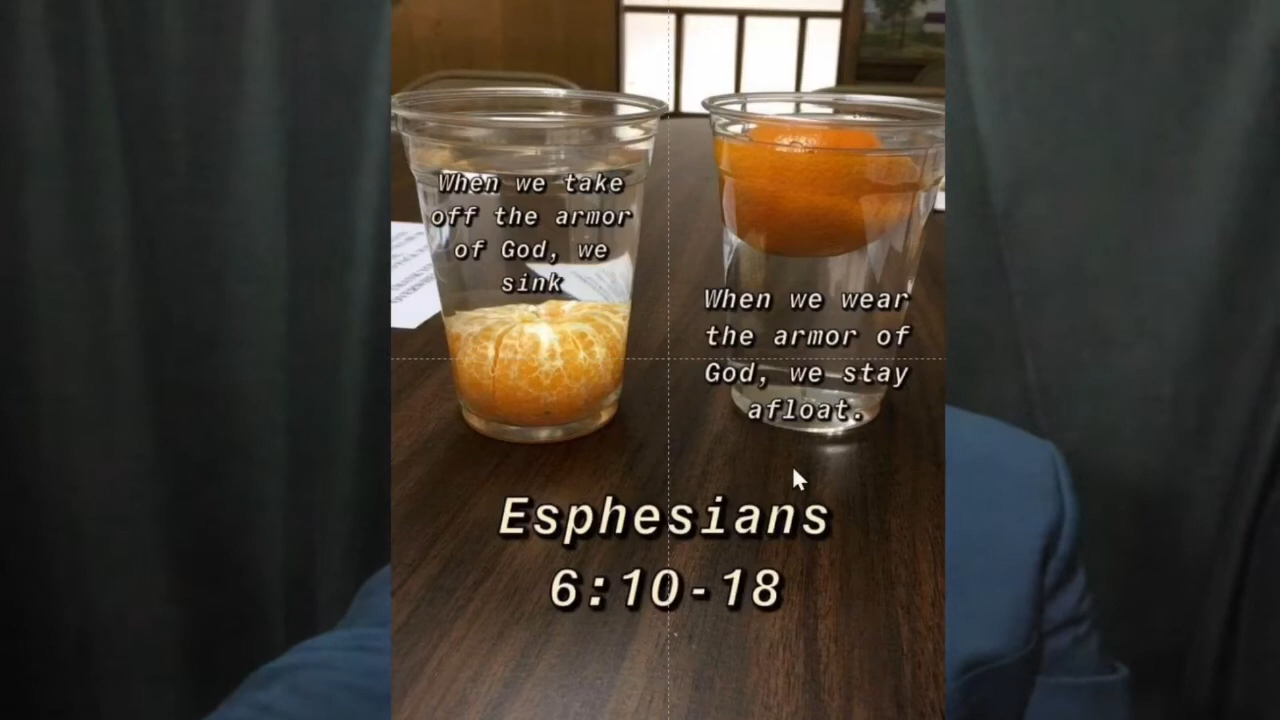 When we take
off the armor
of God, we
sink
When we wear
the armor of
God, we stay
afloat.
Esphesians
6:10-18